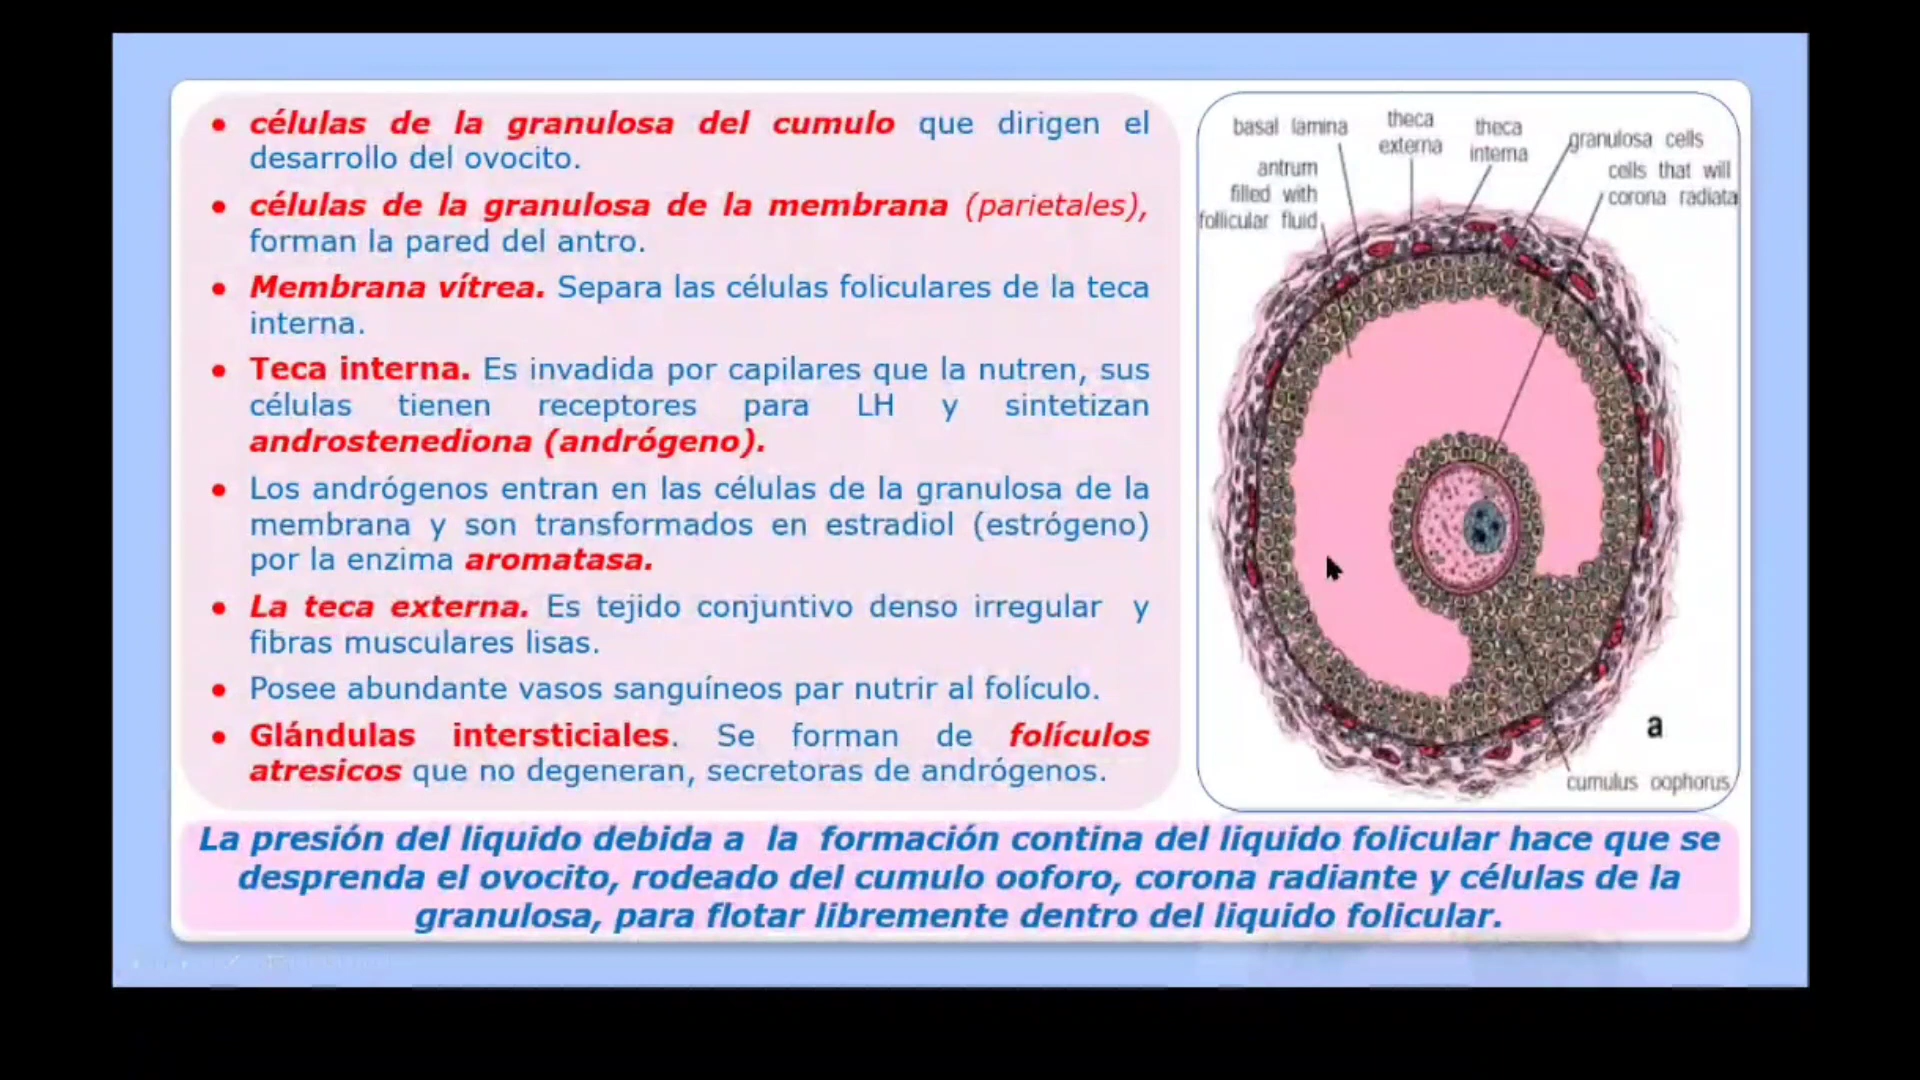 • células de la granulosa del cumulo que dirigen el
desarrollo del ovocito.
• células de la granulosa de la membrana (parietales),
forman la pared del antro.
• Membrana vítrea. Separa las células foliculares de la teca
interna.
• Teca interna. Es invadida por capilares que la nutren, sus
células tienen receptores para LH y sintetizan
androstenediona (andrógeno).
• Los andrógenos entran en las células de la granulosa de la
membrana y son transformados en estradiol (estrógeno)
por la enzima aromatasa.
• La teca externa. Es tejido conjuntivo denso irregular y
fibras musculares lisas.
• Posee abundante vasos sanguíneos par nutrir al folículo.
• Glándulas intersticiales. Se forman de folículos
atresicos que no degeneran, secretoras de andrógenos.
basal lamina
theca
externa
theca
interna
granulosa cells
antrum
filled with
follicular fluid
cells that will
corona radiata
a
cumulus oophorus
La presión del liquido debida a la formación contina del liquido folicular hace que se
desprenda el ovocito, rodeado del cumulo ooforo, corona radiante y células de la
granulosa, para flotar libremente dentro del liquido folicular.